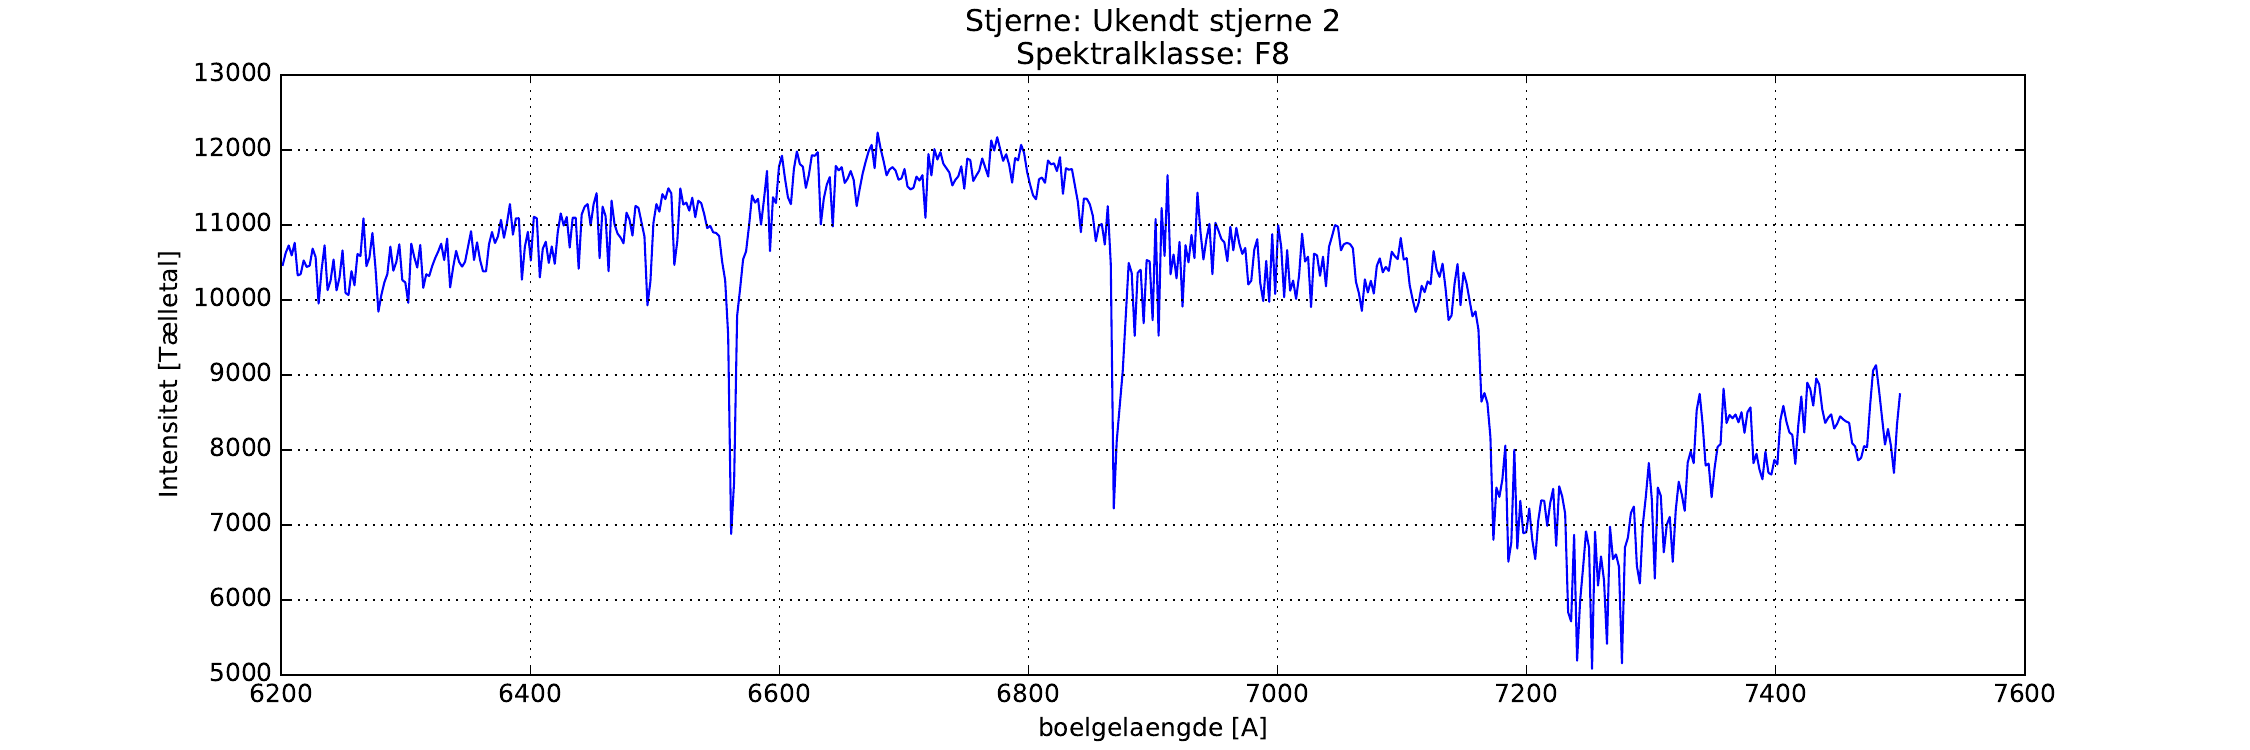 Stjerne: Ukendt stjerne 2
Spektralklasse: F8
13000
12000
11000
10000
9000
8000
7000
6000
5000
Intensitet [Tælletal]
6200 6400 6600 6800 7000 7200 7400 7600
boelgelaengde [A]